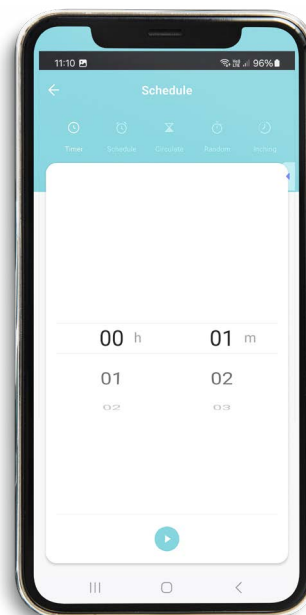 11:10 96%
Schedule
Timer Schedule Circulate Random Inching
00 h 01 m
01 02
02 03